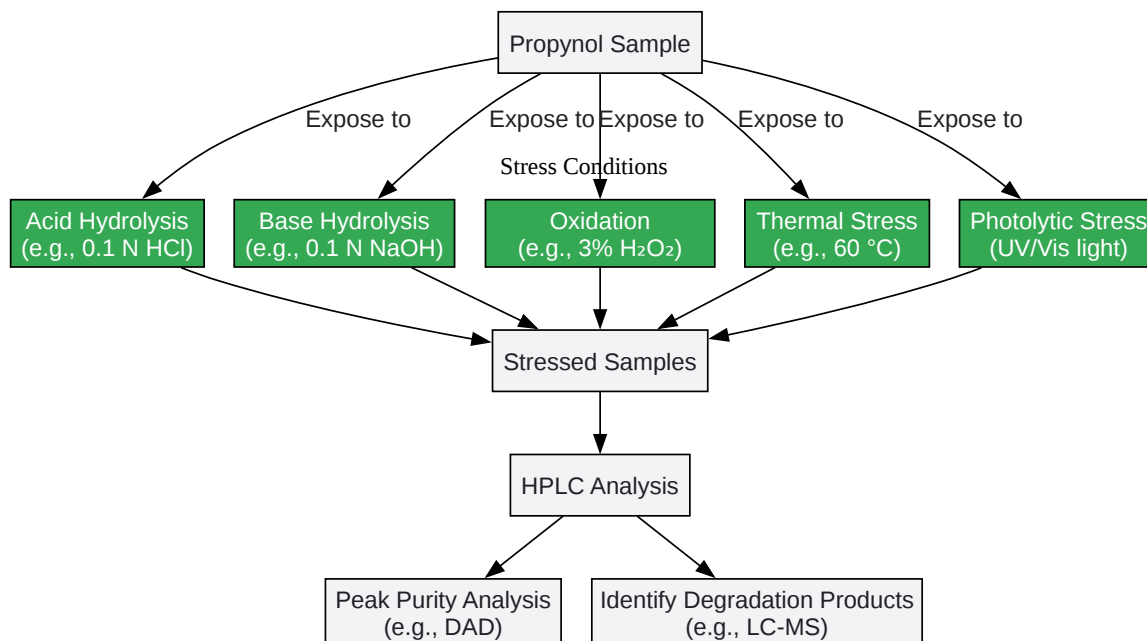 Propynol Sample
Expose to
Expose to
Expose to
Expose to
Expose to
Stress Conditions
Acid Hydrolysis
(e.g., 0.1 N HCl)
Base Hydrolysis
(e.g., 0.1 N NaOH)
Oxidation
(e.g., 3% H₂O₂)
Thermal Stress
(e.g., 60 °C)
Photolytic Stress
(UV/Vis light)
Stressed Samples
HPLC Analysis
Peak Purity Analysis
(e.g., DAD)
Identify Degradation Products
(e.g., LC-MS)